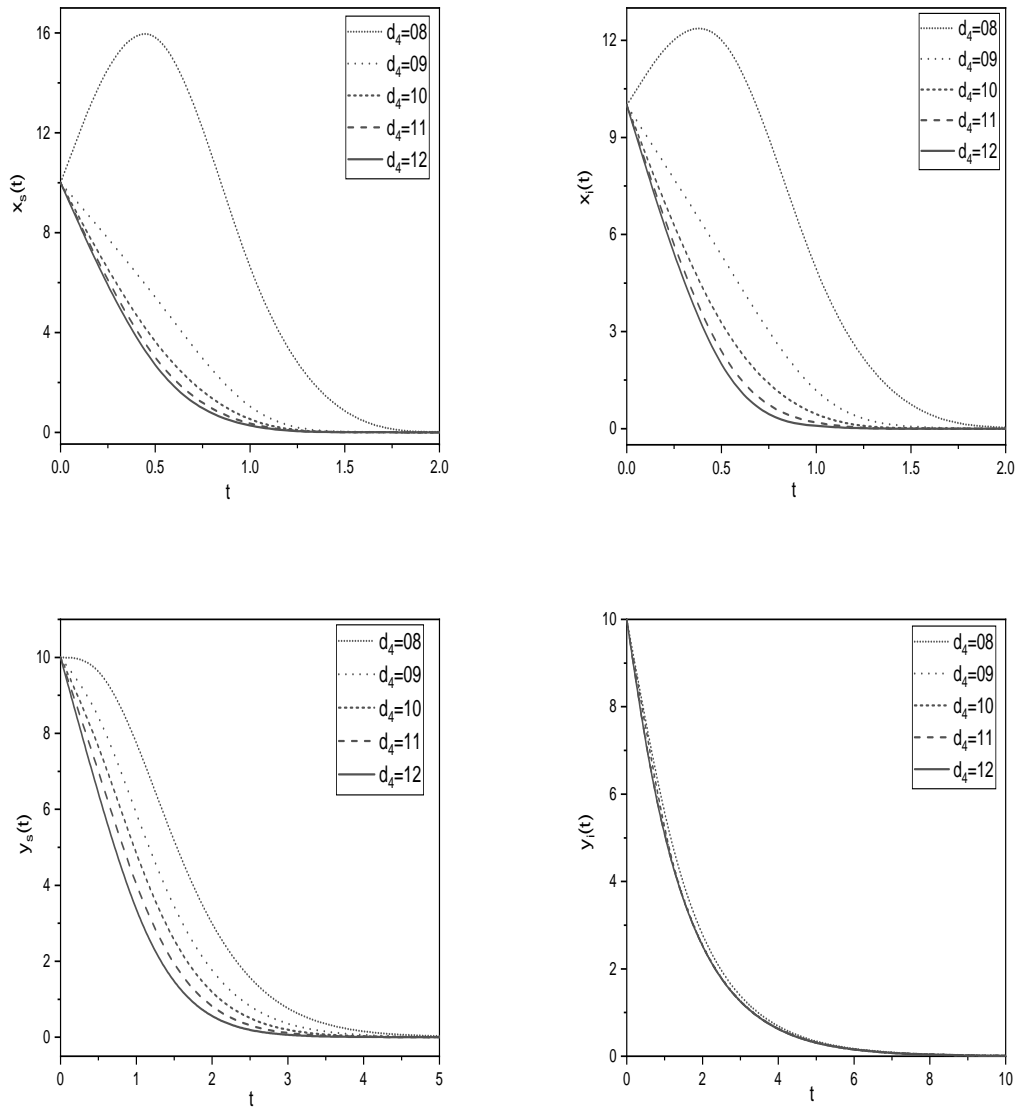 16
12
8
4
0
x_s(t)
0.0 0.5 1.0 1.5 2.0
t
d_4=08
d_4=09
d_4=10
d_4=11
d_4=12
12
9
6
3
0
x_i(t)
0.0 0.5 1.0 1.5 2.0
t
d_4=08
d_4=09
d_4=10
d_4=11
d_4=12
10
8
6
4
2
0
y_s(t)
0 1 2 3 4 5
t
d_4=08
d_4=09
d_4=10
d_4=11
d_4=12
10
8
6
4
2
0
y_i(t)
0 2 4 6 8 10
t
d_4=08
d_4=09
d_4=10
d_4=11
d_4=12